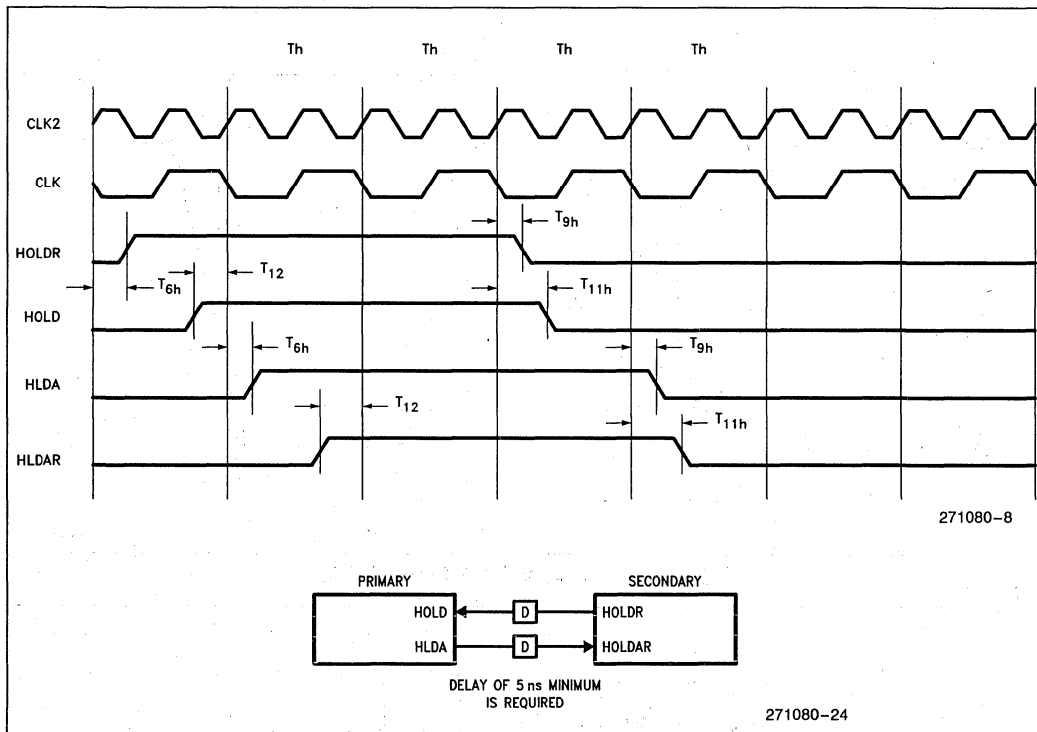 Th Th Th Th
CLK2
CLK
T9h
HOLDR
T12
T6h
T11h
HOLD
T6h
T9h
HLDA
T12
T11h
HLDAR
271080-8
PRIMARY SECONDARY
HOLD D HOLDR
HLDA D HOLDAR
DELAY OF 5 ns MINIMUM
IS REQUIRED
271080-24